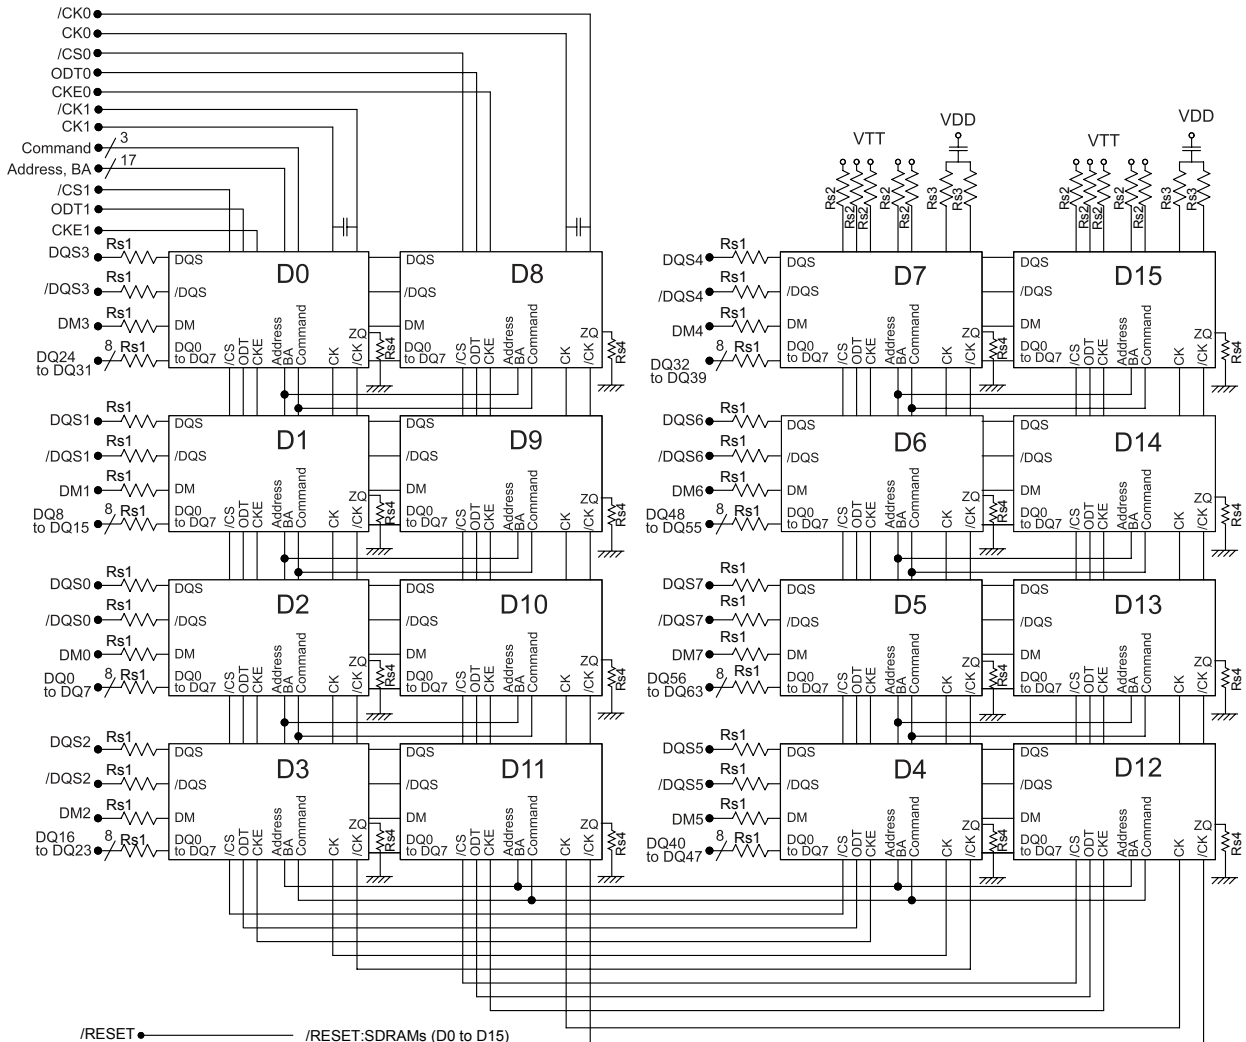 /CK0
CK0
/CS0
ODT0
CKE0
/CK1
CK1
Command 3
Address, BA 17
/CS1
ODT1
CKE1
VTT VDD VTT VDD
Rs2 Rs2 Rs2 Rs2 Rs2 Rs3 Rs3 Rs2 Rs2 Rs2 Rs2 Rs2 Rs3 Rs3
DQS3 Rs1 DQS D0 DQS D8
/DQS3 Rs1 /DQS /DQS
DM3 Rs1 DM DM
DQ24 to DQ31 8 Rs1 DQ0 to DQ7 /CS ODT CKE Address BA Command CK /CK ZQ Rs4 DQ0 to DQ7 /CS ODT CKE Address BA Command CK /CK ZQ Rs4
DQS4 Rs1 DQS D7 DQS D15
/DQS4 Rs1 /DQS /DQS
DM4 Rs1 DM DM
DQ32 to DQ39 8 Rs1 DQ0 to DQ7 /CS ODT CKE Address BA Command CK /CK ZQ Rs4 DQ0 to DQ7 /CS ODT CKE Address BA Command CK /CK ZQ Rs4
DQS1 Rs1 DQS D1 DQS D9
/DQS1 Rs1 /DQS /DQS
DM1 Rs1 DM DM
DQ8 to DQ15 8 Rs1 DQ0 to DQ7 /CS ODT CKE Address BA Command CK /CK ZQ Rs4 DQ0 to DQ7 /CS ODT CKE Address BA Command CK /CK ZQ Rs4
DQS6 Rs1 DQS D6 DQS D14
/DQS6 Rs1 /DQS /DQS
DM6 Rs1 DM DM
DQ48 to DQ55 8 Rs1 DQ0 to DQ7 /CS ODT CKE Address BA Command CK /CK ZQ Rs4 DQ0 to DQ7 /CS ODT CKE Address BA Command CK /CK ZQ Rs4
DQS0 Rs1 DQS D2 DQS D10
/DQS0 Rs1 /DQS /DQS
DM0 Rs1 DM DM
DQ0 to DQ7 8 Rs1 DQ0 to DQ7 /CS ODT CKE Address BA Command CK /CK ZQ Rs4 DQ0 to DQ7 /CS ODT CKE Address BA Command CK /CK ZQ Rs4
DQS7 Rs1 DQS D5 DQS D13
/DQS7 Rs1 /DQS /DQS
DM7 Rs1 DM DM
DQ56 to DQ63 8 Rs1 DQ0 to DQ7 /CS ODT CKE Address BA Command CK /CK ZQ Rs4 DQ0 to DQ7 /CS ODT CKE Address BA Command CK /CK ZQ Rs4
DQS2 Rs1 DQS D3 DQS D11
/DQS2 Rs1 /DQS /DQS
DM2 Rs1 DM DM
DQ16 to DQ23 8 Rs1 DQ0 to DQ7 /CS ODT CKE Address BA Command CK /CK ZQ Rs4 DQ0 to DQ7 /CS ODT CKE Address BA Command CK /CK ZQ Rs4
DQS5 Rs1 DQS D4 DQS D12
/DQS5 Rs1 /DQS /DQS
DM5 Rs1 DM DM
DQ40 to DQ47 8 Rs1 DQ0 to DQ7 /CS ODT CKE Address BA Command CK /CK ZQ Rs4 DQ0 to DQ7 /CS ODT CKE Address BA Command CK /CK ZQ Rs4
/RESET /RESET:SDRAMs (D0 to D15)